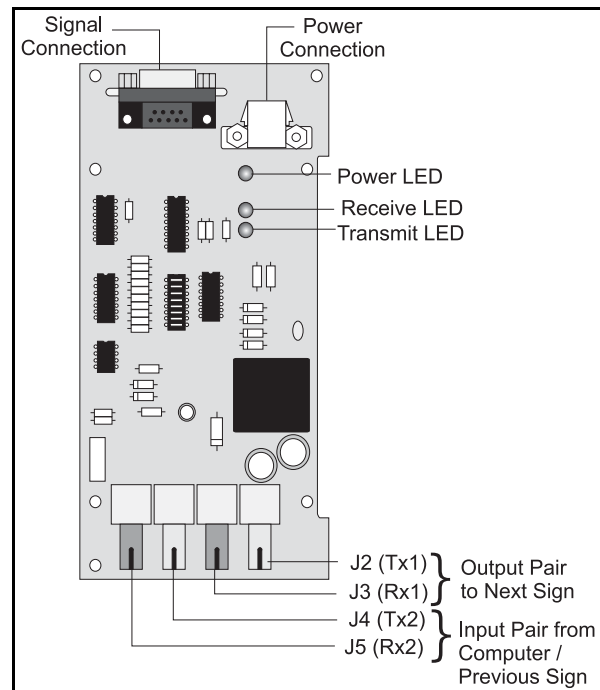 Signal
Connection
Power
Connection
Power LED
Receive LED
Transmit LED
J2 (Tx1)
J3 (Rx1)
Output Pair
to Next Sign
J4 (Tx2)
J5 (Rx2)
Input Pair from
Computer /
Previous Sign